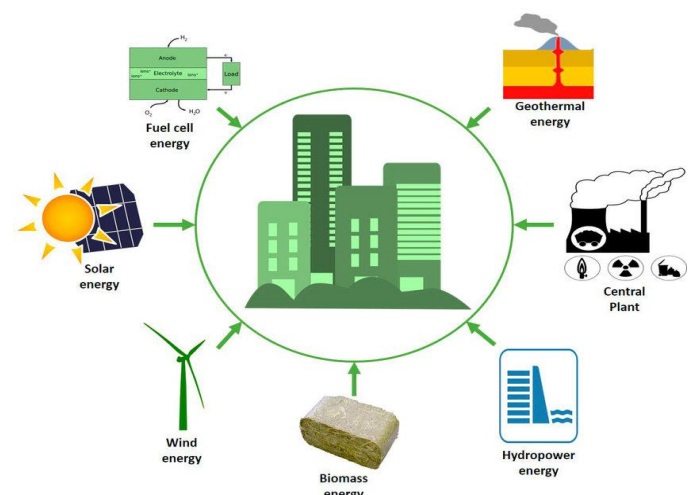 H₂
Anode
Electrolyte
Load
Cathode
O₂
H₂O
Fuel cell
energy
Geothermal
energy
Solar
energy
Central
Plant
Wind
energy
Biomass
energy
Hydropower
energy